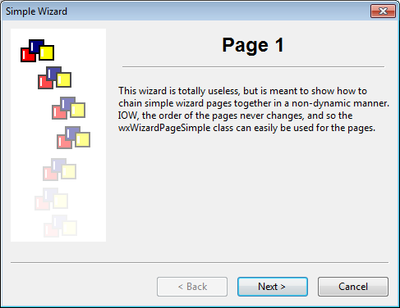 Simple Wizard
Page 1
This wizard is totally useless, but is meant to show how to
chain simple wizard pages together in a non-dynamic manner.
IOW, the order of the pages never changes, and so the
wxWizardPageSimple class can easily be used for the pages.
< Back
Next >
Cancel